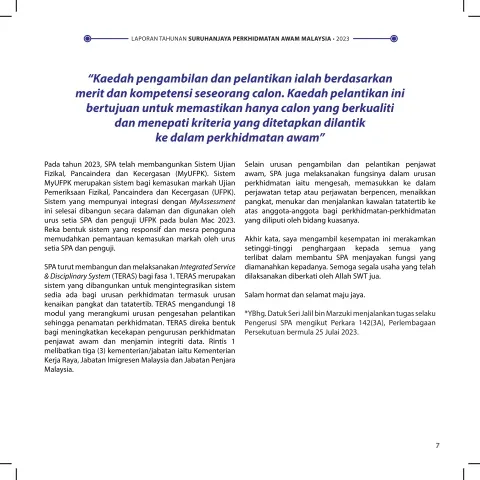 LAPORAN TAHUNAN SURUHANJAYA PERKHIDMATAN AWAM MALAYSIA • 2023
“Kaedah pengambilan dan pelantikan ialah berdasarkan
merit dan kompetensi seseorang calon. Kaedah pelantikan ini
bertujuan untuk memastikan hanya calon yang berkualiti
dan menepati kriteria yang ditetapkan dilantik
ke dalam perkhidmatan awam”
Pada tahun 2023, SPA telah membangunkan Sistem Ujian
Fizikal, Pancaindera dan Kecergasan (MyUFPK). Sistem
MyUFPK merupakan sistem bagi kemasukan markah Ujian
Pemeriksaan Fizikal, Pancaindera dan Kecergasan (UFPK).
Sistem yang mempunyai integrasi dengan MyAssessment
ini selesai dibangun secara dalaman dan digunakan oleh
urus setia SPA dan penguji UFPK pada bulan Mac 2023.
Reka bentuk sistem yang responsif dan mesra pengguna
memudahkan pemantauan kemasukan markah oleh urus
setia SPA dan penguji.
SPA turut membangun dan melaksanakan Integrated Service
& Disciplinary System (TERAS) bagi fasa 1. TERAS merupakan
sistem yang dibangunkan untuk mengintegrasikan sistem
sedia ada bagi urusan perkhidmatan termasuk urusan
kenaikan pangkat dan tatatertib. TERAS mengandungi 18
modul yang merangkumi urusan pengesahan pelantikan
sehingga penamatan perkhidmatan. TERAS direka bentuk
bagi meningkatkan kecekapan pengurusan perkhidmatan
penjawat awam dan menjamin integriti data. Rintis 1
melibatkan tiga (3) kementerian/jabatan iaitu Kementerian
Kerja Raya, Jabatan Imigresen Malaysia dan Jabatan Penjara
Malaysia.
Selain urusan pengambilan dan pelantikan penjawat
awam, SPA juga melaksanakan fungsinya dalam urusan
perkhidmatan iaitu mengesah, memasukkan ke dalam
perjawatan tetap atau perjawatan berpencen, menaikkan
pangkat, menukar dan menjalankan kawalan tatatertib ke
atas anggota-anggota bagi perkhidmatan-perkhidmatan
yang diliputi oleh bidang kuasanya.
Akhir kata, saya mengambil kesempatan ini merakamkan
setinggi-tinggi penghargaan kepada semua yang
terlibat dalam membantu SPA menjayakan fungsi yang
diamanahkan kepadanya. Semoga segala usaha yang telah
dilaksanakan diberkati oleh Allah SWT jua.
Salam hormat dan selamat maju jaya.
*YBhg. Datuk Seri Jalil bin Marzuki menjalankan tugas selaku
Pengerusi SPA mengikut Perkara 142(3A), Perlembagaan
Persekutuan bermula 25 Julai 2023.
7